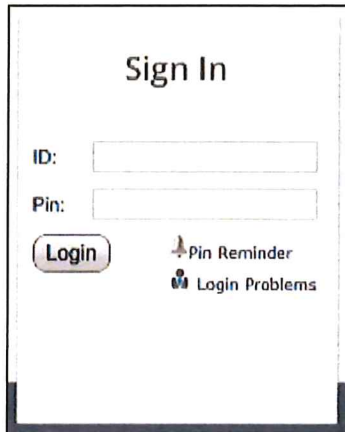 Sign In
ID:
Pin:
Login
Pin Reminder
Login Problems